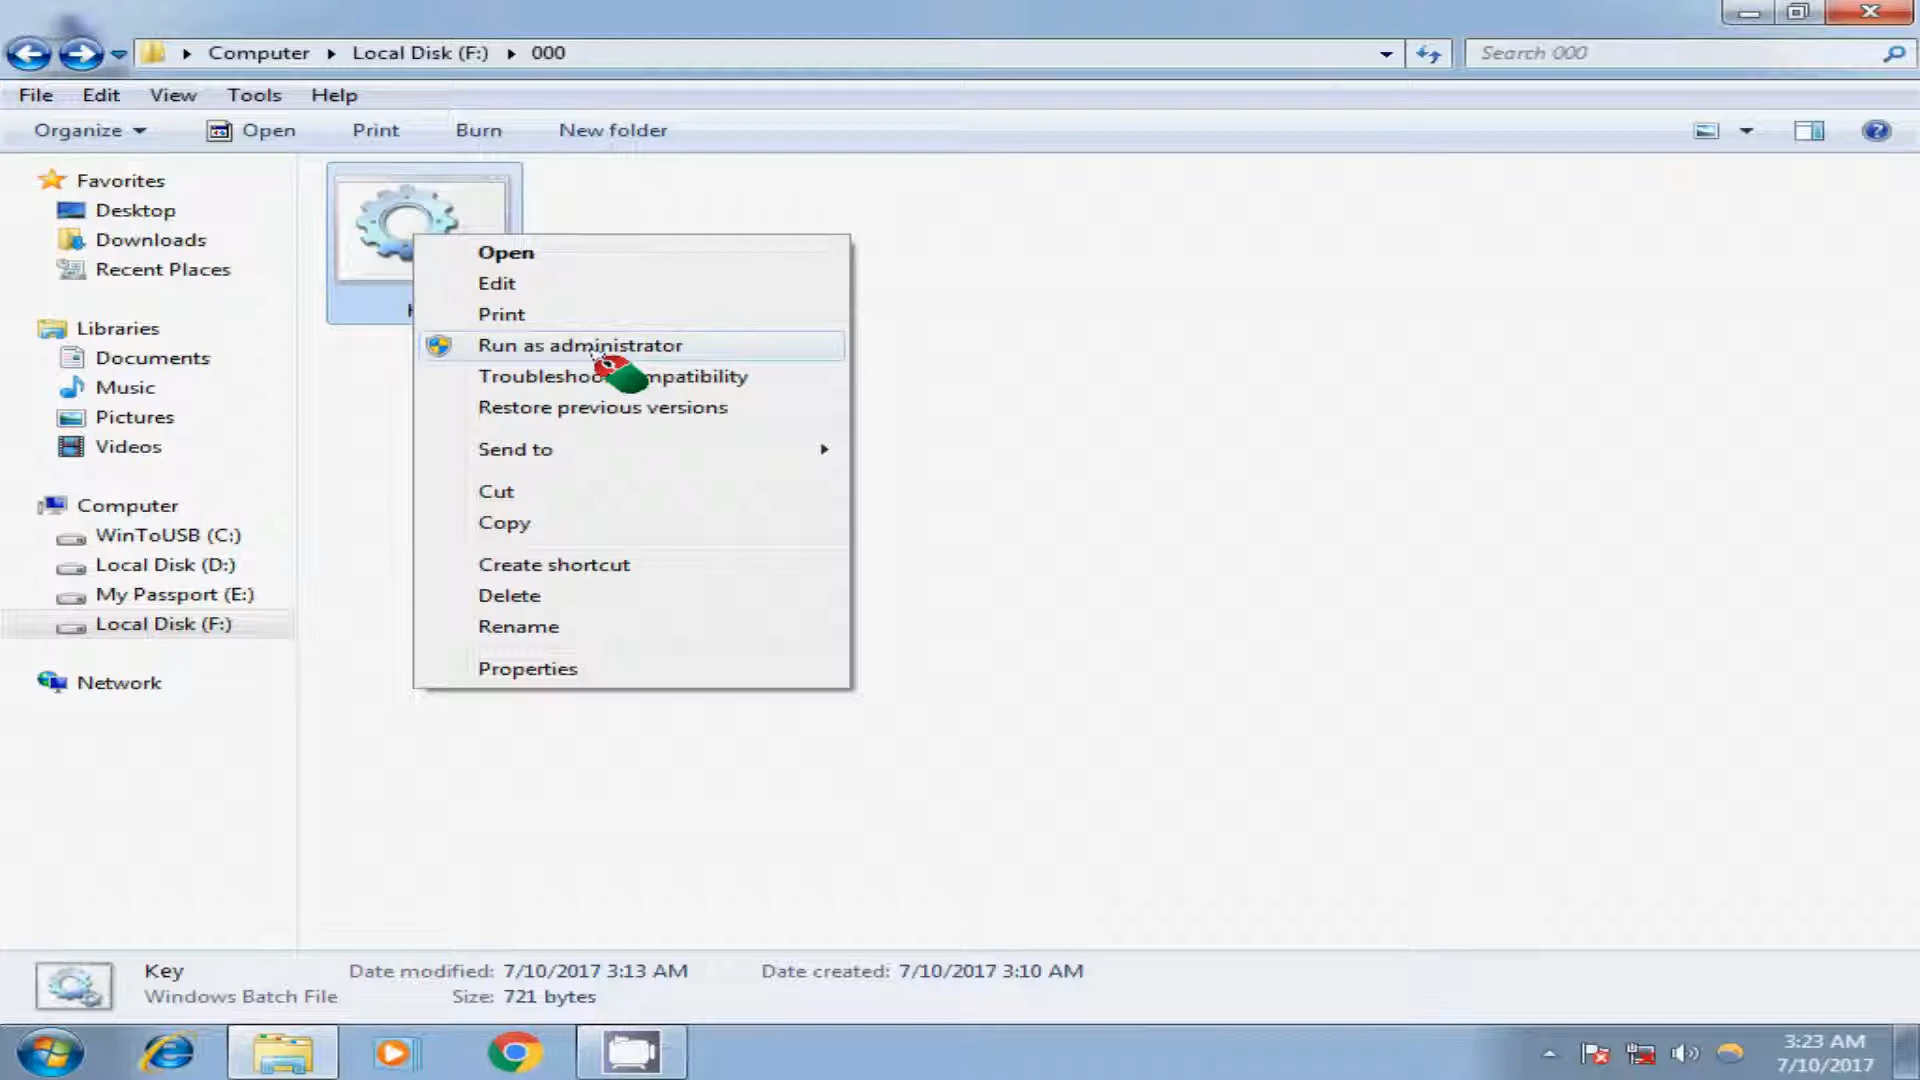 Computer Local Disk (F:) 000 Search 000
File Edit View Tools Help
Organize Open Print Burn New folder
Favorites
Desktop
Downloads
Recent Places
Libraries
Documents
Music
Pictures
Videos
Computer
WinToUSB (C:)
Local Disk (D:)
My Passport (E:)
Local Disk (F:)
Network
Open
Edit
Print
Run as administrator
Restore previous versions
Send to
Cut
Copy
Create shortcut
Delete
Rename
Properties
Key Date modified: 7/10/2017 3:13 AM Date created: 7/10/2017 3:10 AM
Windows Batch File Size: 721 bytes
3:23 AM
7/10/2017